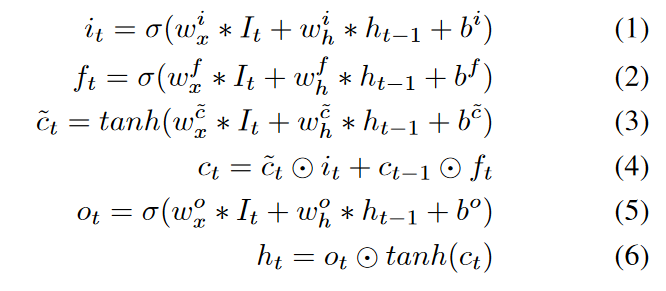 i_t = σ(w_x^i ∗ I_t + w_h^i ∗ h_{t−1} + b^i) (1)
f_t = σ(w_x^f ∗ I_t + w_h^f ∗ h_{t−1} + b^f) (2)
c̃_t = tanh(w_x^{c̃} ∗ I_t + w_h^{c̃} ∗ h_{t−1} + b^{c̃}) (3)
c_t = c̃_t ⊙ i_t + c_{t−1} ⊙ f_t (4)
o_t = σ(w_x^o ∗ I_t + w_h^o ∗ h_{t−1} + b^o) (5)
h_t = o_t ⊙ tanh(c_t) (6)